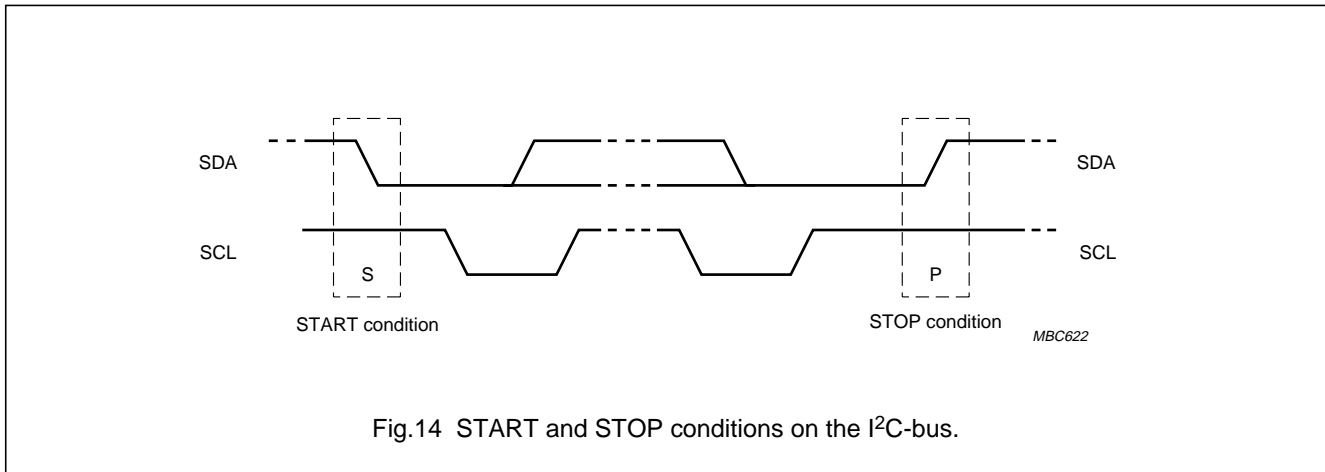 SDA
SDA
SCL
SCL
S
P
START condition
STOP condition
MBC622
Fig.14 START and STOP conditions on the I²C-bus.